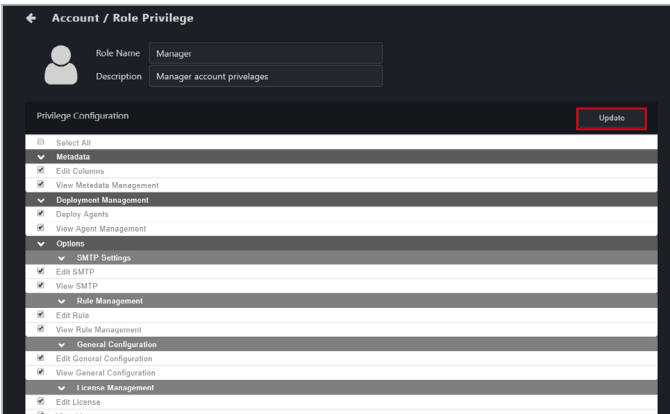 Account / Role Privilege
Role Name Manager
Description Manager account privelages
Privilege Configuration Update
Select All
Metadata
Edit Columns
View Metadata Management
Deployment Management
Deploy Agents
View Agent Management
Options
SMTP Settings
Edit SMTP
View SMTP
Rule Management
Edit Rule
View Rule Management
General Configuration
Edit General Configuration
View General Configuration
License Management
Edit License